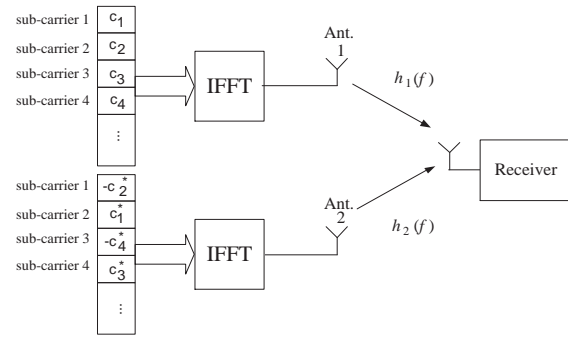 sub-carrier 1 c1
sub-carrier 2 c2
sub-carrier 3 c3
sub-carrier 4 c4
⋮
IFFT
Ant.
1
h1(f)
Receiver
sub-carrier 1 -c2*
sub-carrier 2 c1*
sub-carrier 3 -c4*
sub-carrier 4 c3*
⋮
IFFT
Ant.
2
h2(f)